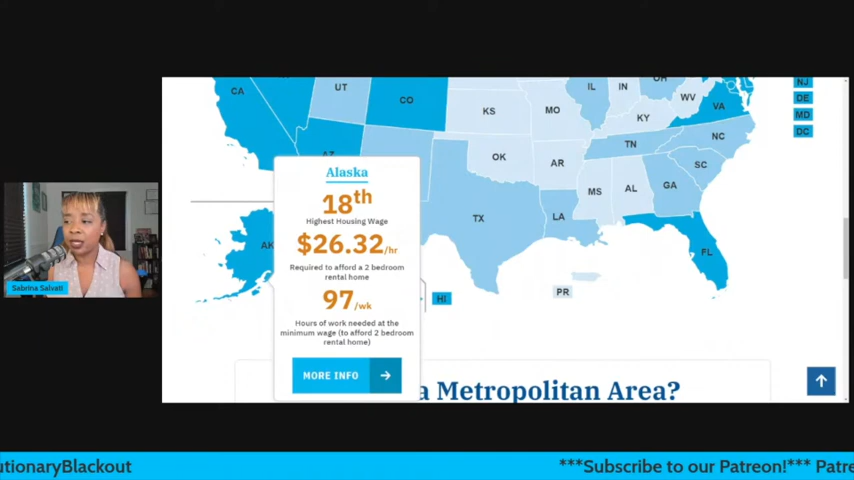 NJ
DE
MD
DC
CA
UT
CO
KS
MO
IL
IN
OH
WV
VA
KY
NC
TN
AZ
OK
AR
SC
MS
AL
GA
TX
LA
FL
AK
HI
PR
Alaska
18th
Highest Housing Wage
$26.32/hr
Required to afford a 2 bedroom
rental home
97/wk
Hours of work needed at the
minimum wage (to afford 2 bedroom
rental home)
MORE INFO
a Metropolitan Area?
Sabrina Salvati
utionaryBlackout
***Subscribe to our Patreon!*** Patre